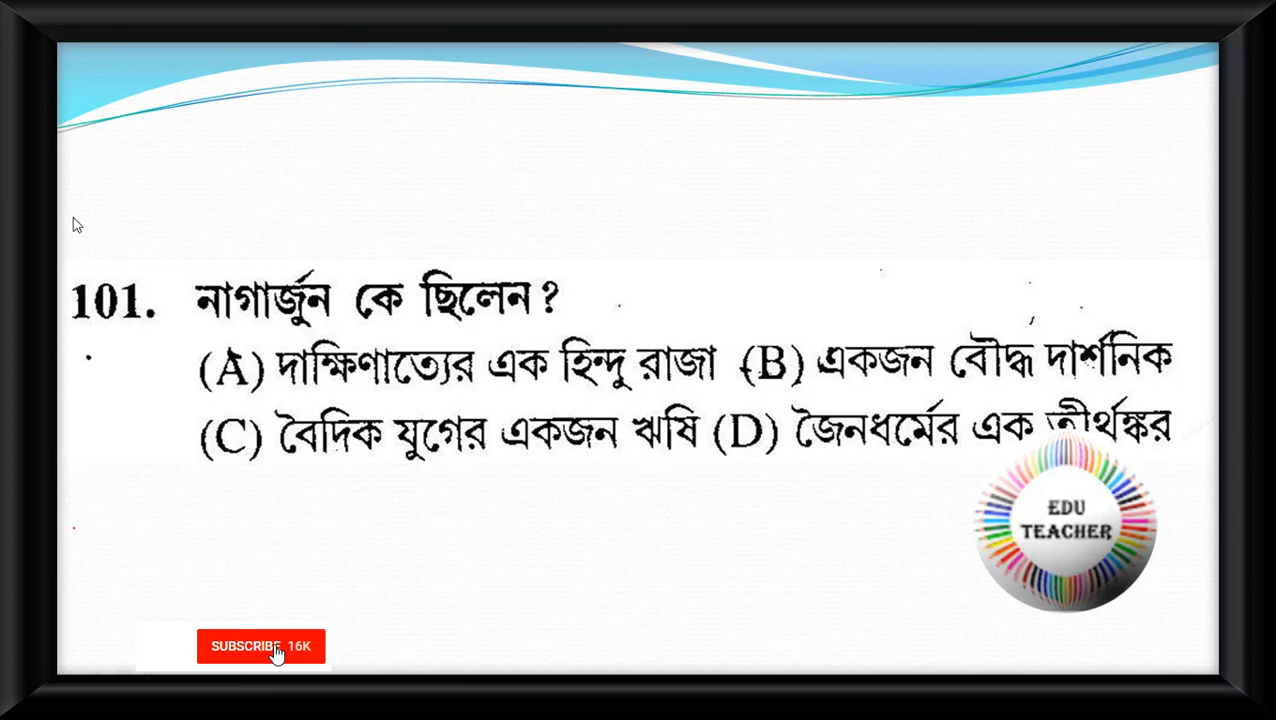 101. নাগার্জুন কে ছিলেন ?
(A) দাক্ষিণাত্যের এক হিন্দু রাজা (B) একজন বৌদ্ধ দার্শনিক
(C) বৈদিক যুগের একজন ঋষি (D) জৈনধর্মের এক তীর্থঙ্কর
EDU
TEACHER
SUBSCRIBE 16K